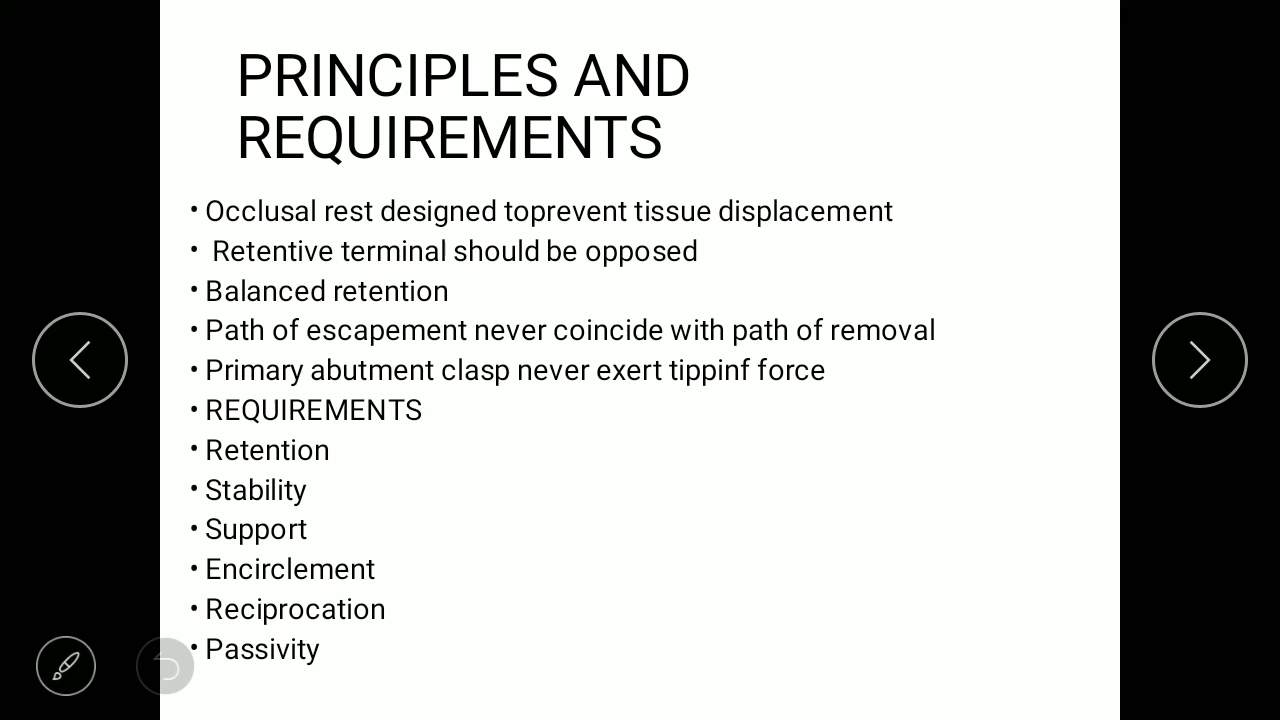 PRINCIPLES AND
REQUIREMENTS
• Occlusal rest designed toprevent tissue displacement
• Retentive terminal should be opposed
• Balanced retention
• Path of escapement never coincide with path of removal
• Primary abutment clasp never exert tippinf force
• REQUIREMENTS
• Retention
• Stability
• Support
• Encirclement
• Reciprocation
• Passivity